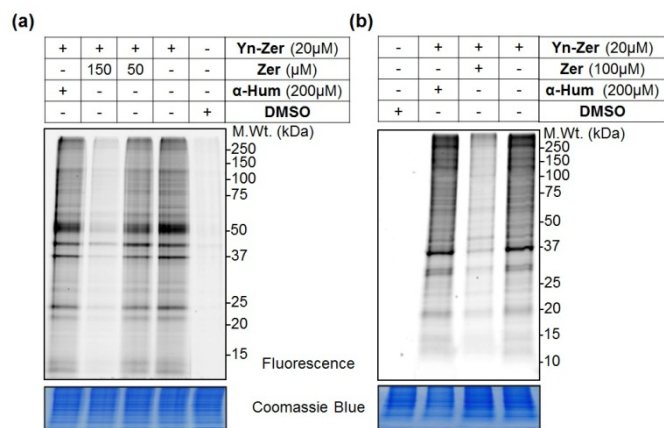 (a)
+ + + + - Yn-Zer (20µM)
- 150 50 - - Zer (µM)
+ - - - - α-Hum (200µM)
- - - - + DMSO
M.Wt. (kDa)
250
150
100
75
50
37
25
20
15
Fluorescence
Coomassie Blue
(b)
- + + + Yn-Zer (20µM)
- - + - Zer (100µM)
- + - - α-Hum (200µM)
+ - - - DMSO
M.Wt. (kDa)
250
150
100
75
50
37
25
20
15
10